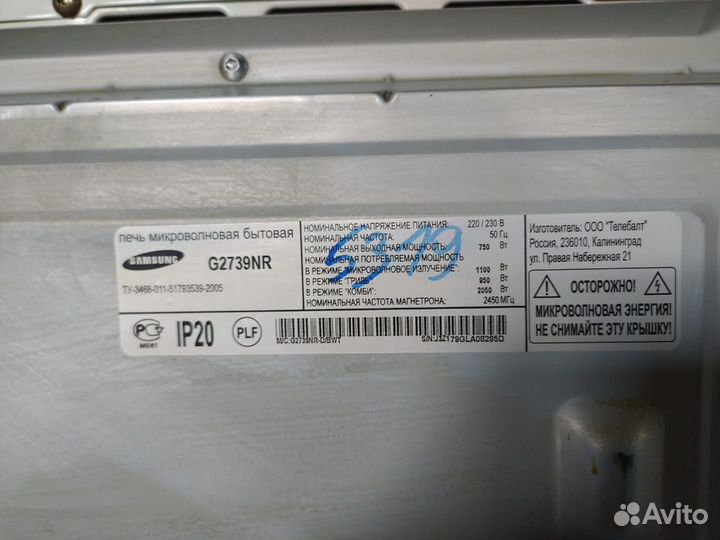 печь микроволновая бытовая
SAMSUNG
G2739NR
ТУ-3466-011-51793539-2005
НОМИНАЛЬНОЕ НАПРЯЖЕНИЕ ПИТАНИЯ: 220 / 230 В
НОМИНАЛЬНАЯ ЧАСТОТА: 50 Гц
НОМИНАЛЬНАЯ ВЫХОДНАЯ МОЩНОСТЬ: 750 Вт
НОМИНАЛЬНАЯ ПОТРЕБЛЯЕМАЯ МОЩНОСТЬ
В РЕЖИМЕ "МИКРОВОЛНОВОЕ ИЗЛУЧЕНИЕ": 1100 Вт
В РЕЖИМЕ "ГРИЛЬ" 950 Вт
В РЕЖИМЕ "КОМБИ" 2050 Вт
НОМИНАЛЬНАЯ ЧАСТОТА МАГНЕТРОНА: 2450 МГц
5319
Изготовитель: ООО "Телебалт"
Россия, 236010, Калининград
ул. Правая Набережная 21
ОСТОРОЖНО!
МИКРОВОЛНОВАЯ ЭНЕРГИЯ!
НЕ СНИМАЙТЕ ЭТУ КРЫШКУ!
МЕ61
IP20
PLF
M/C:G2739NR-D/BWT
S/N:J3Z179GLA08285D
Avito